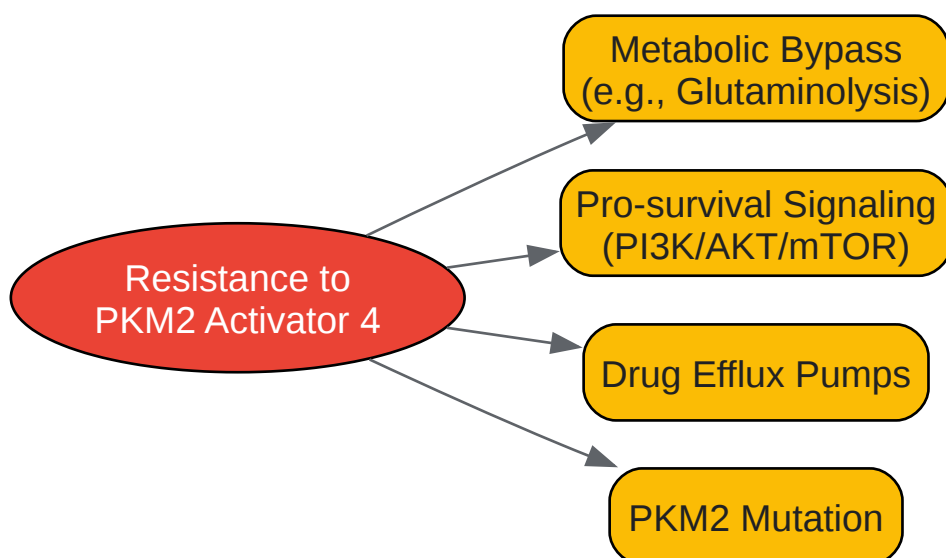 Metabolic Bypass
(e.g., Glutaminolysis)
Pro-survival Signaling
(PI3K/AKT/mTOR)
Resistance to
PKM2 Activator 4
Drug Efflux Pumps
PKM2 Mutation